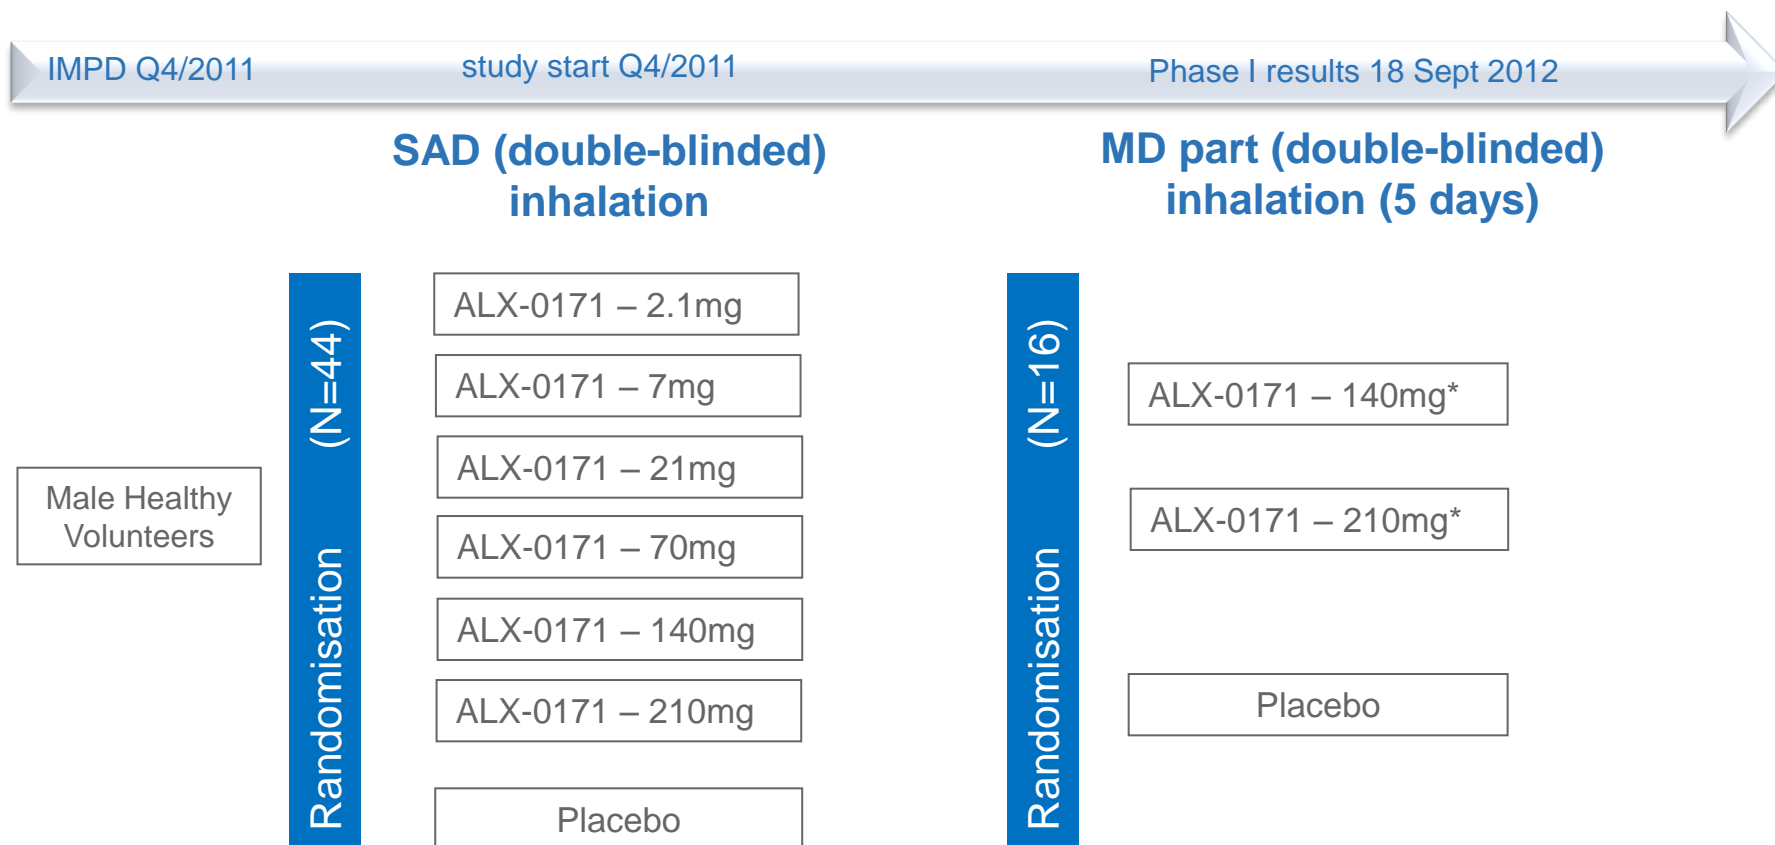 IMPD Q4/2011
study start Q4/2011
Phase I results 18 Sept 2012
SAD (double-blinded)
inhalation
MD part (double-blinded)
inhalation (5 days)
Male Healthy
Volunteers
Randomisation (N=44)
ALX-0171 – 2.1mg
ALX-0171 – 7mg
ALX-0171 – 21mg
ALX-0171 – 70mg
ALX-0171 – 140mg
ALX-0171 – 210mg
Placebo
Randomisation (N=16)
ALX-0171 – 140mg*
ALX-0171 – 210mg*
Placebo